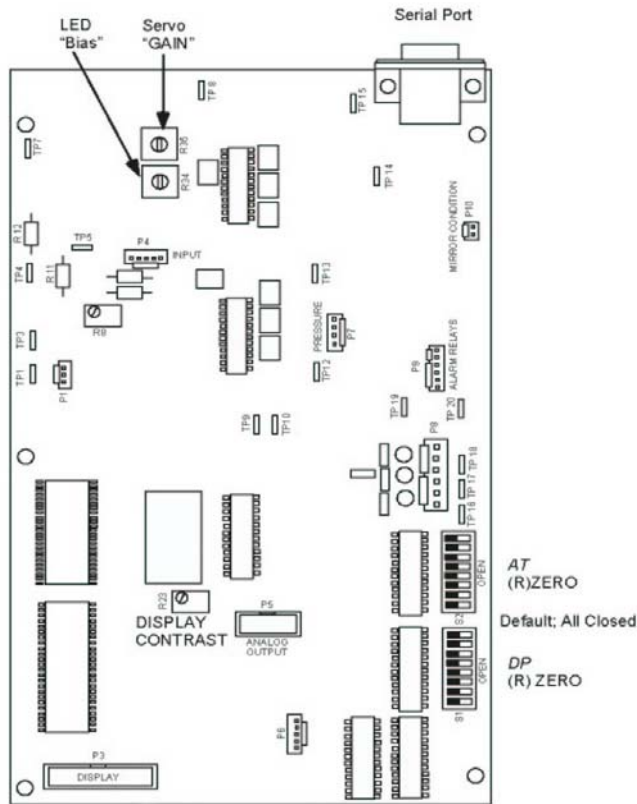 Serial Port
LED
"Bias"
Servo
"GAIN"
TP 8
TP 15
TP7
R36
R34
TP 14
P10
MIRROR CONDITION
R 12
TP5
P4
INPUT
TP4
R 11
TP13
R8
PRESSURE
P7
TP3
TP1
P1
TP12
P9
ALARM RELAYS
TP19
TP 20
TP9
TP10
P8
TP 18
TP 17
TP 16
OPEN
S2
AT
(R)ZERO
R23
DISPLAY
CONTRAST
P5
ANALOG
OUTPUT
Default; All Closed
OPEN
S1
DP
(R) ZERO
P6
P3
DISPLAY